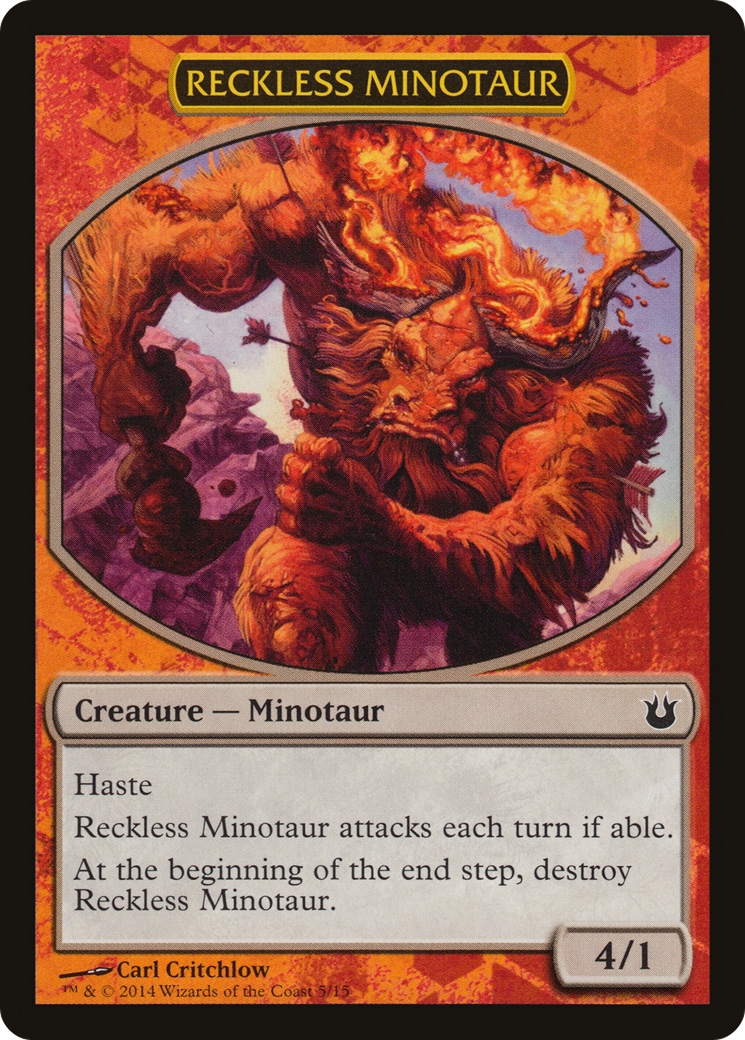 RECKLESS MINOTAUR
Creature — Minotaur
Haste
Reckless Minotaur attacks each turn if able.
At the beginning of the end step, destroy
Reckless Minotaur.
4/1
Carl Critchlow
™ & © 2014 Wizards of the Coast 5/15